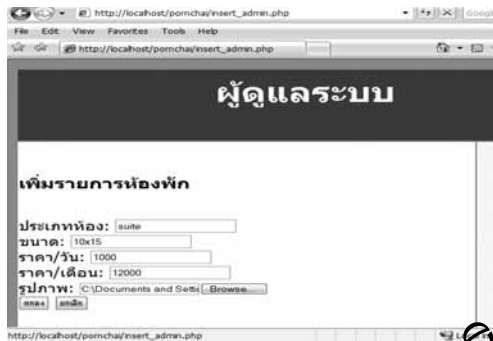 http://localhost/pornchai/insert_admin.php
File Edit View Favorites Tools Help
http://localhost/pornchai/insert_admin.php
ผู้ดูแลระบบ
เพิ่มรายการห้องพัก
ประเภทห้อง: suite
ขนาด: 10x15
ราคา/วัน: 1000
ราคา/เดือน: 12000
รูปภาพ: C:\Documents and Setti Browse...
ตกลง ยกเลิก
http://localhost/pornchai/insert_admin.php